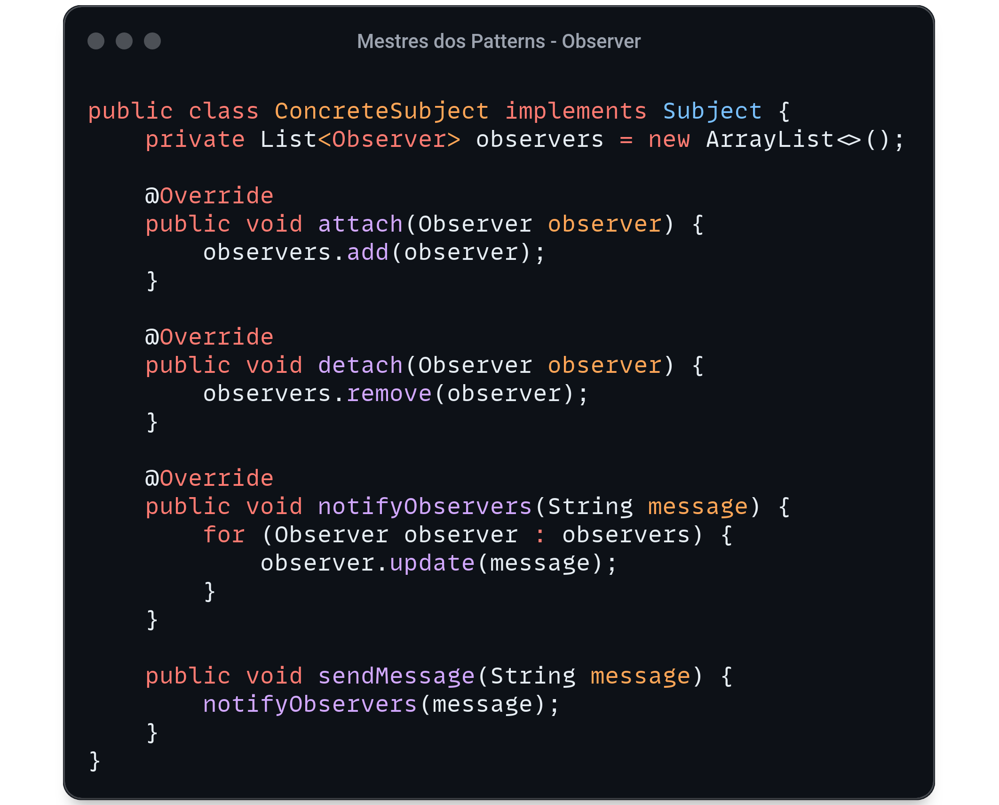 Mestres dos Patterns - Observer
public class ConcreteSubject implements Subject {
    private List<Observer> observers = new ArrayList<>();

    @Override
    public void attach(Observer observer) {
        observers.add(observer);
    }

    @Override
    public void detach(Observer observer) {
        observers.remove(observer);
    }

    @Override
    public void notifyObservers(String message) {
        for (Observer observer : observers) {
            observer.update(message);
        }
    }

    public void sendMessage(String message) {
        notifyObservers(message);
    }
}